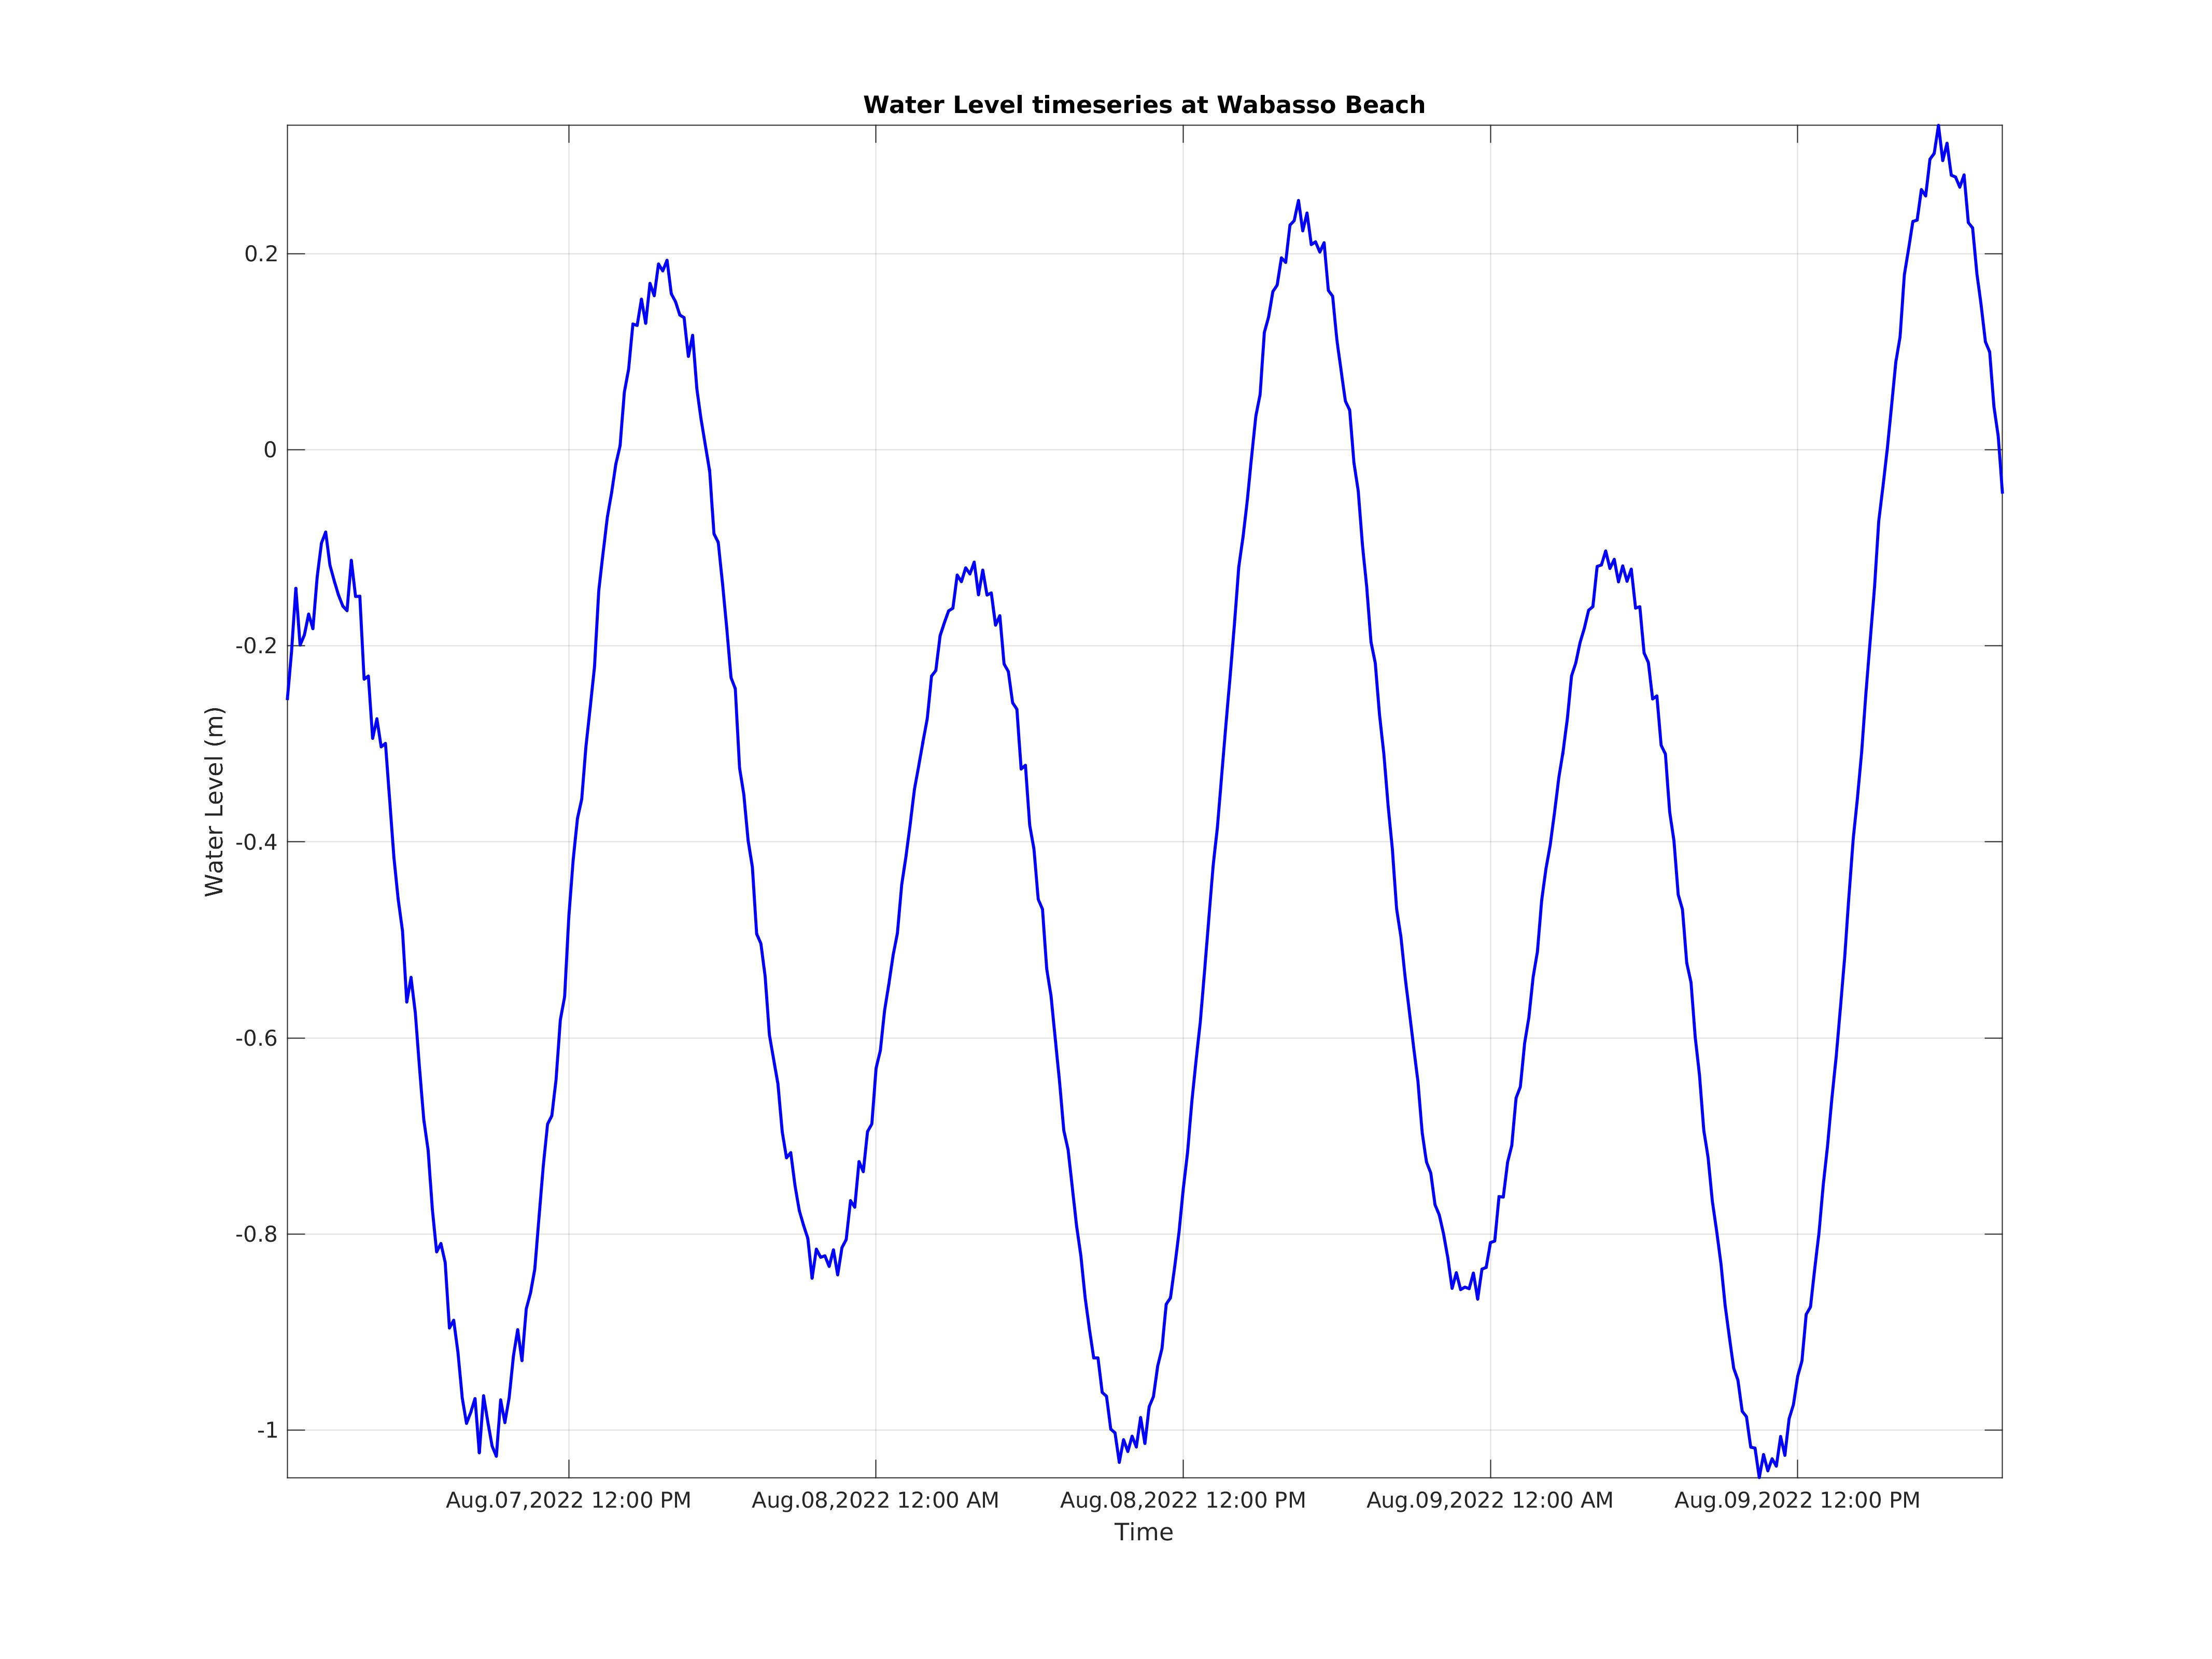 Water Level timeseries at Wabasso Beach
Water Level (m)
0.2
0
-0.2
-0.4
-0.6
-0.8
-1
Aug.07,2022 12:00 PM
Aug.08,2022 12:00 AM
Aug.08,2022 12:00 PM
Aug.09,2022 12:00 AM
Aug.09,2022 12:00 PM
Time